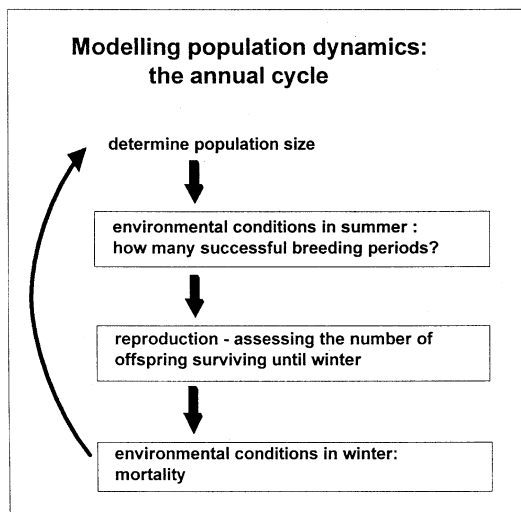 Modelling population dynamics:
the annual cycle
determine population size
environmental conditions in summer :
how many successful breeding periods?
reproduction - assessing the number of
offspring surviving until winter
environmental conditions in winter:
mortality